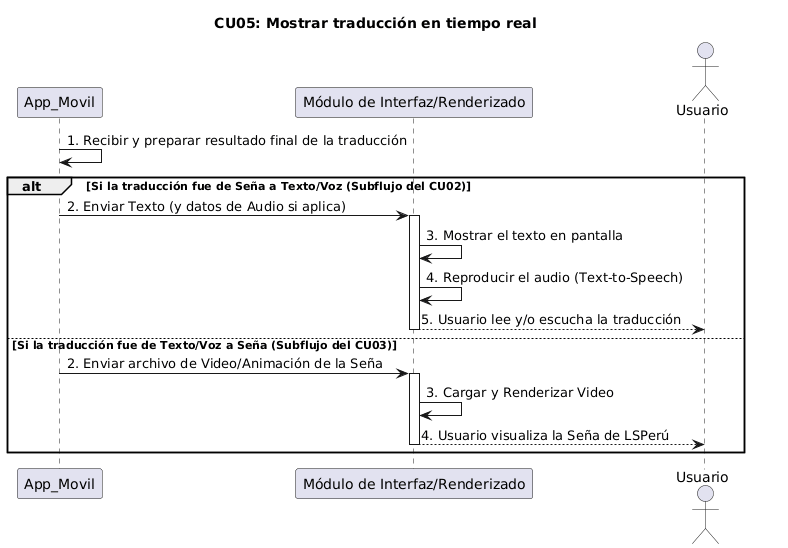 CU05: Mostrar traducción en tiempo real
App_Movil
Módulo de Interfaz/Renderizado
Usuario
1. Recibir y preparar resultado final de la traducción
alt
[Si la traducción fue de Seña a Texto/Voz (Subflujo del CU02)]
2. Enviar Texto (y datos de Audio si aplica)
3. Mostrar el texto en pantalla
4. Reproducir el audio (Text-to-Speech)
5. Usuario lee y/o escucha la traducción
[Si la traducción fue de Texto/Voz a Seña (Subflujo del CU03)]
2. Enviar archivo de Video/Animación de la Seña
3. Cargar y Renderizar Video
4. Usuario visualiza la Seña de LSPerú
App_Movil
Módulo de Interfaz/Renderizado
Usuario